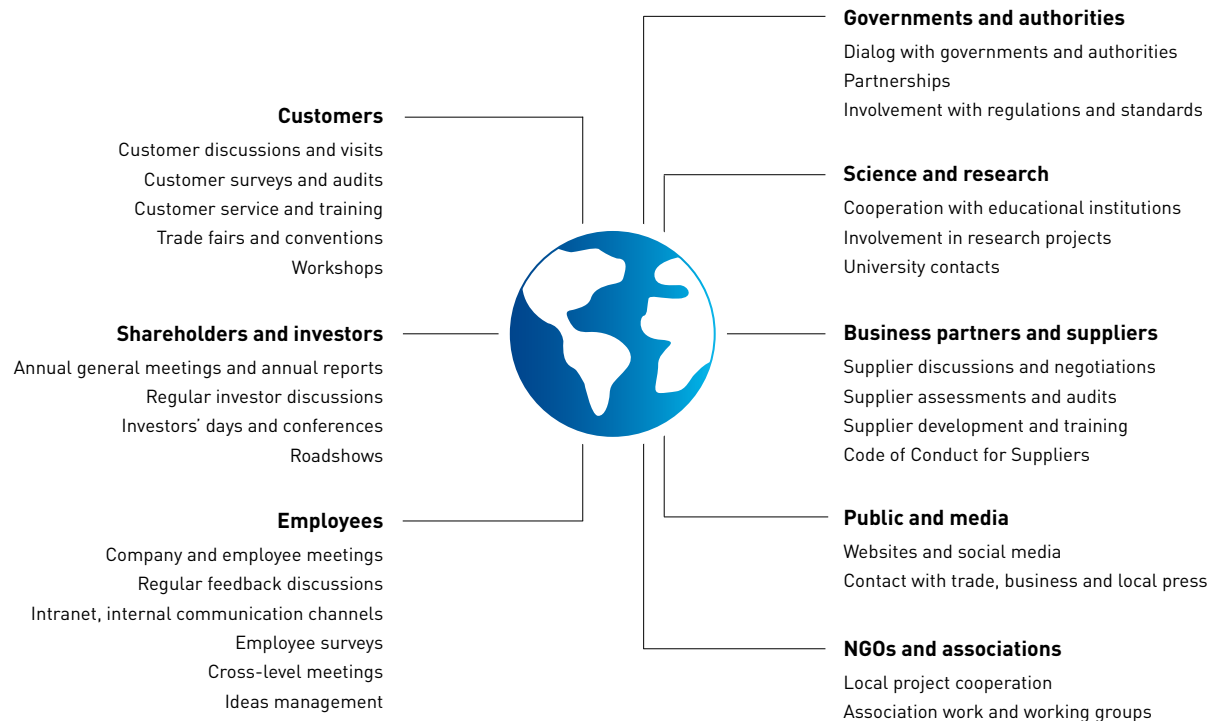 Customers
Customer discussions and visits
Customer surveys and audits
Customer service and training
Trade fairs and conventions
Workshops
Shareholders and investors
Annual general meetings and annual reports
Regular investor discussions
Investors’ days and conferences
Roadshows
Employees
Company and employee meetings
Regular feedback discussions
Intranet, internal communication channels
Employee surveys
Cross-level meetings
Ideas management
Governments and authorities
Dialog with governments and authorities
Partnerships
Involvement with regulations and standards
Science and research
Cooperation with educational institutions
Involvement in research projects
University contacts
Business partners and suppliers
Supplier discussions and negotiations
Supplier assessments and audits
Supplier development and training
Code of Conduct for Suppliers
Public and media
Websites and social media
Contact with trade, business and local press
NGOs and associations
Local project cooperation
Association work and working groups